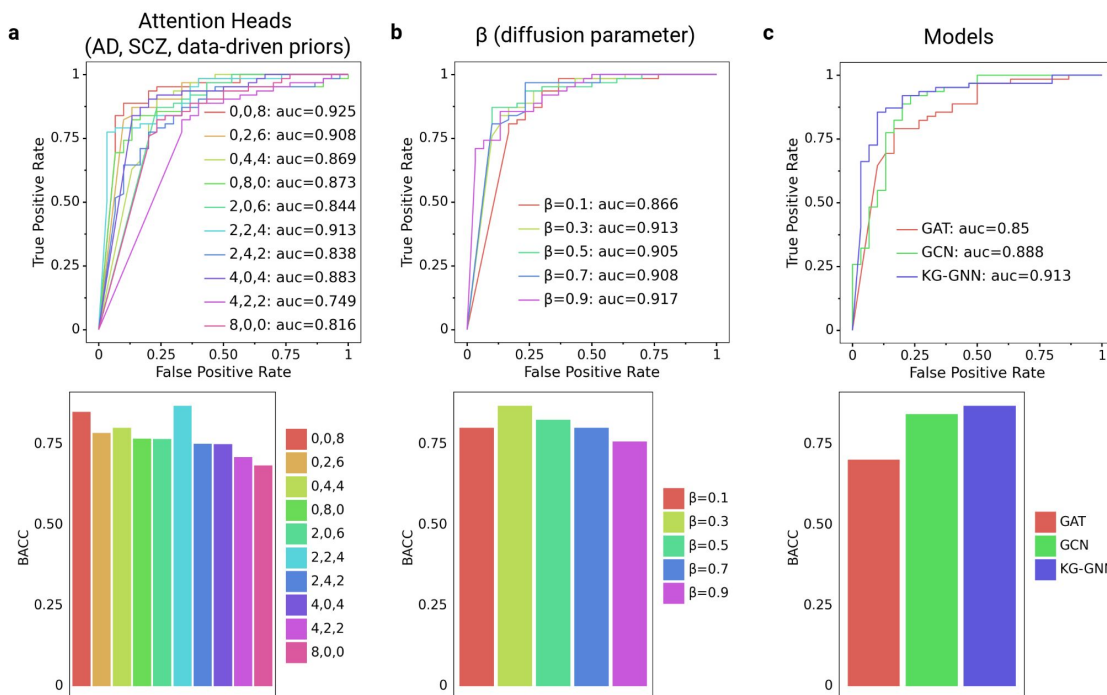 a
Attention Heads
(AD, SCZ, data-driven priors)
True Positive Rate
1
0.75
0.50
0.25
0
0,0,8: auc=0.925
0,2,6: auc=0.908
0,4,4: auc=0.869
0,8,0: auc=0.873
2,0,6: auc=0.844
2,2,4: auc=0.913
2,4,2: auc=0.838
4,0,4: auc=0.883
4,2,2: auc=0.749
8,0,0: auc=0.816
0 0.25 0.50 0.75 1
False Positive Rate
b
β (diffusion parameter)
True Positive Rate
1
0.75
0.50
0.25
0
β=0.1: auc=0.866
β=0.3: auc=0.913
β=0.5: auc=0.905
β=0.7: auc=0.908
β=0.9: auc=0.917
0 0.25 0.50 0.75 1
False Positive Rate
c
Models
True Positive Rate
1
0.75
0.50
0.25
0
GAT: auc=0.85
GCN: auc=0.888
KG-GNN: auc=0.913
0 0.25 0.50 0.75 1
False Positive Rate
BACC
0.75
0.50
0.25
0
0,0,8
0,2,6
0,4,4
0,8,0
2,0,6
2,2,4
2,4,2
4,0,4
4,2,2
8,0,0
BACC
0.75
0.50
0.25
0
β=0.1
β=0.3
β=0.5
β=0.7
β=0.9
BACC
0.75
0.50
0.25
0
GAT
GCN
KG-GNN